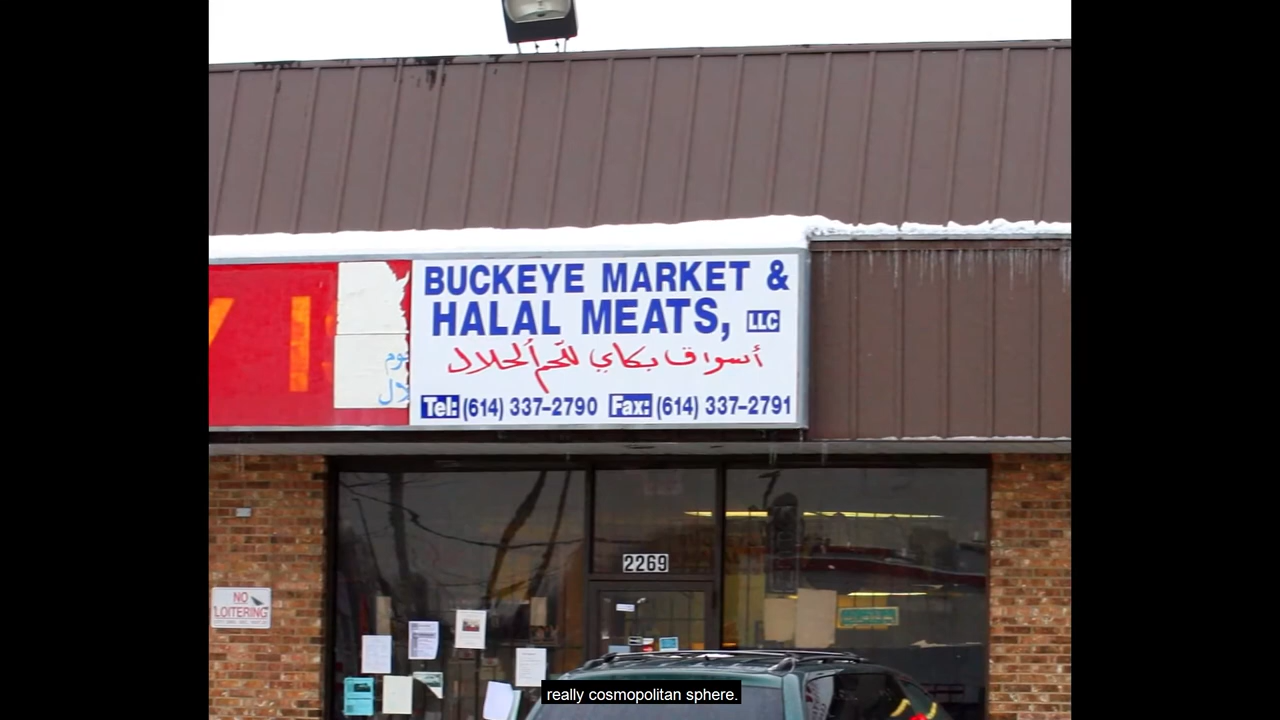 BUCKEYE MARKET &
HALAL MEATS, LLC
أسواق بكاي للحم ألحلال
Tel: (614) 337-2790 Fax: (614) 337-2791
2269
NO
LOITERING
really cosmopolitan sphere.